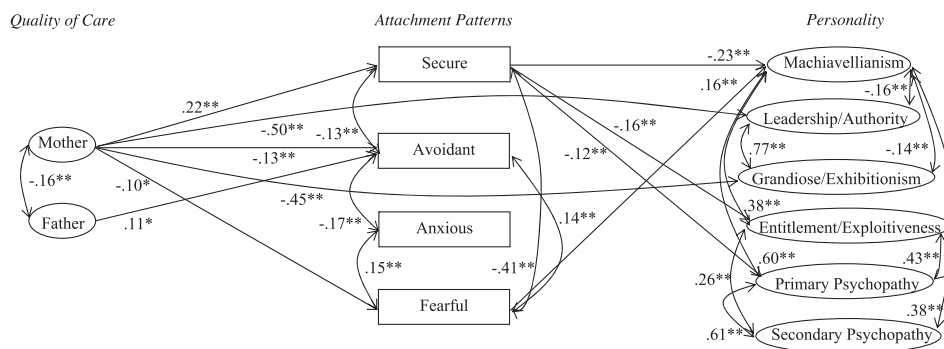 Quality of Care
Attachment Patterns
Personality
Secure
-.23**
Machiavellianism
.16**
-.16**
.22**
Leadership/Authority
-.50**
-.13**
-.16**
Mother
Avoidant
-.12**
.77**
-.14**
-.13**
Grandiose/Exhibitionism
-.16**
-.10*
-.45**
.14**
.38**
Father
.11*
-.17**
Anxious
Entitlement/Exploitiveness
.15**
-.41**
.60**
.43**
.26**
Primary Psychopathy
Fearful
.38**
.61**
Secondary Psychopathy